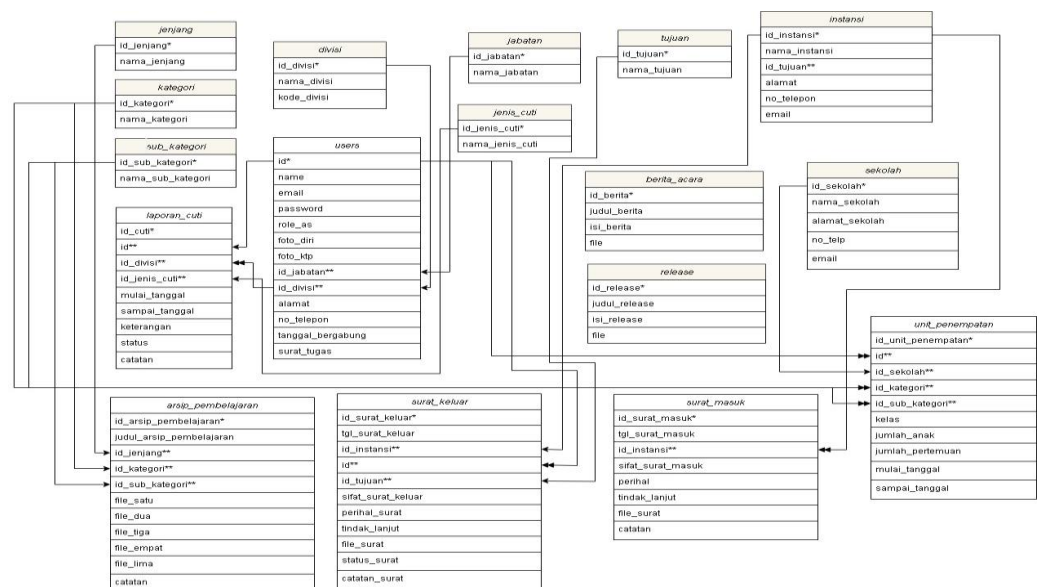 jenjang
id_jenjang*
nama_jenjang
kategori
id_kategori*
nama_kategori
sub_kategori
id_sub_kategori*
nama_sub_kategori
laporan_cuti
id_cuti*
id**
id_divisi**
id_jenis_cuti**
mulai_tanggal
sampai_tanggal
keterangan
status
catatan
divisi
id_divisi*
nama_divisi
kode_divisi
users
id*
name
email
password
role_as
foto_diri
foto_ktp
id_jabatan**
id_divisi**
alamat
no_telepon
tanggal_bergabung
surat_tugas
jabatan
id_jabatan*
nama_jabatan
jenis_cuti
id_jenis_cuti*
nama_jenis_cuti
tujuan
id_tujuan*
nama_tujuan
instansi
id_instansi*
nama_instansi
id_tujuan**
alamat
no_telepon
email
berita_acara
id_berita*
judul_berita
isi_berita
file
release
id_release*
judul_release
isi_release
file
sekolah
id_sekolah*
nama_sekolah
alamat_sekolah
no_telp
email
unit_penempatan
id_unit_penempatan*
id**
id_sekolah**
id_kategori**
id_sub_kategori**
kelas
jumlah_anak
jumlah_pertemuan
mulai_tanggal
sampai_tanggal
arsip_pembelajaran
id_arsip_pembelajaran*
judul_arsip_pembelajaran
id_jenjang**
id_kategori**
id_sub_kategori**
file_satu
file_dua
file_tiga
file_empat
file_lima
catatan
surat_keluar
id_surat_keluar*
tgl_surat_keluar
id_instansi**
id**
id_tujuan**
sifat_surat_keluar
perihal_surat
tindak_lanjut
file_surat
status_surat
catatan_surat
surat_masuk
id_surat_masuk*
tgl_surat_masuk
id_instansi**
sifat_surat_masuk
perihal
tindak_lanjut
file_surat
catatan